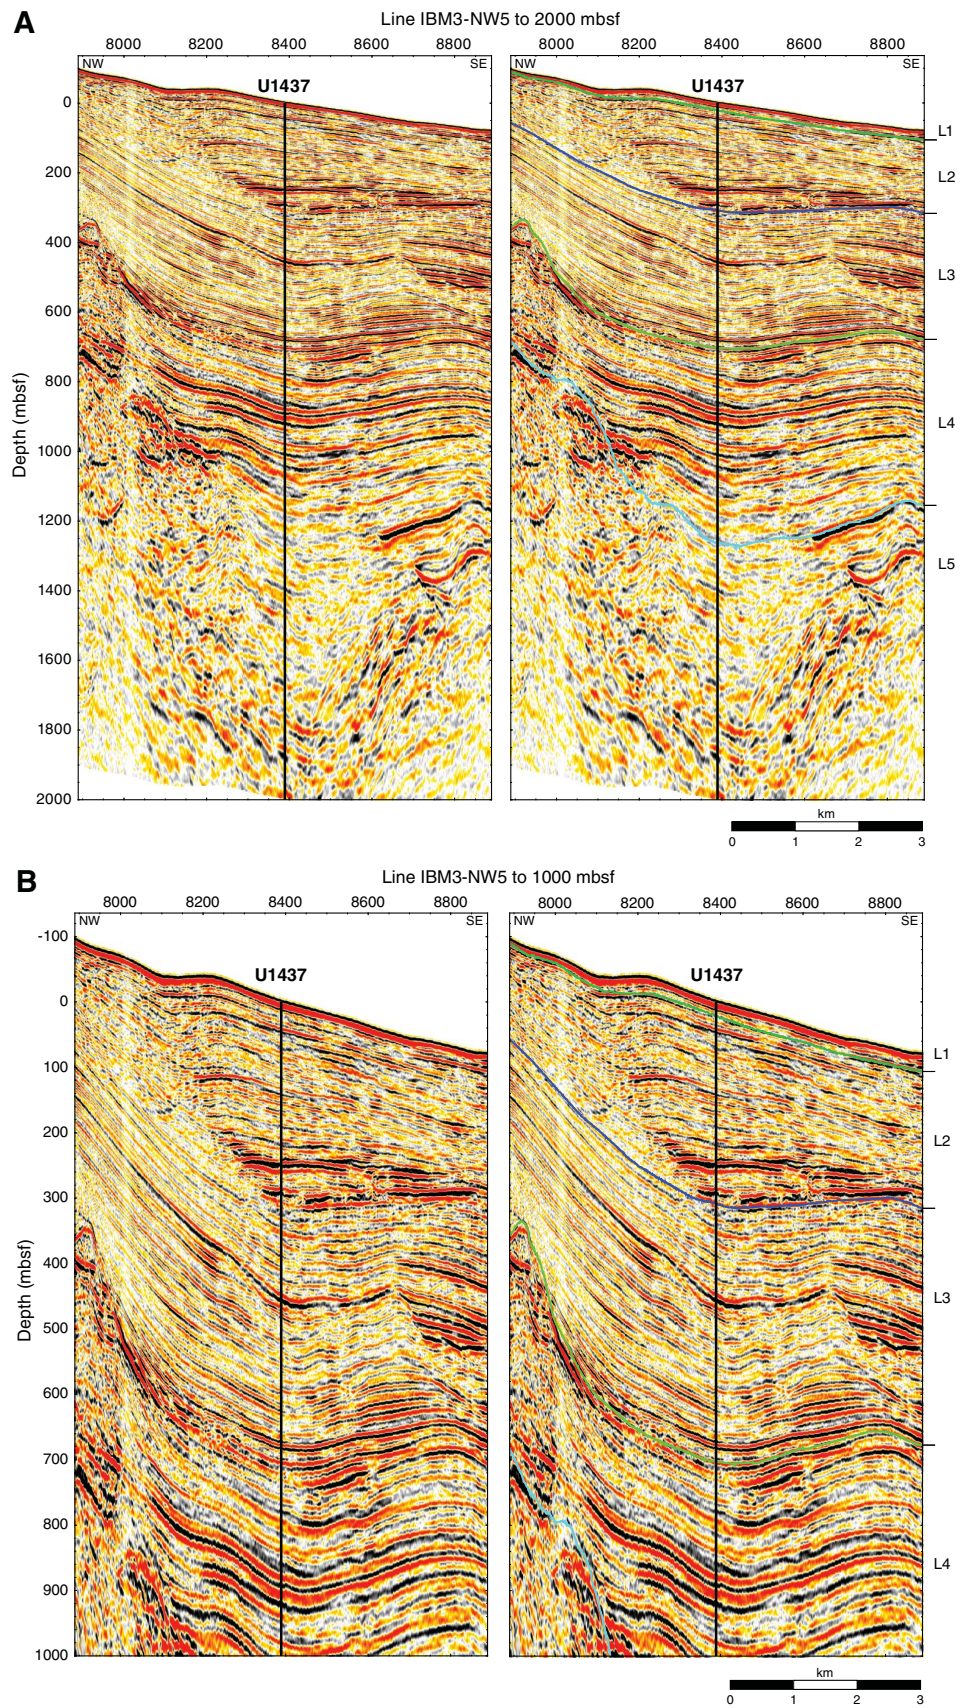 A
Line IBM3-NW5 to 2000 mbsf
8000 8200 8400 8600 8800
8000 8200 8400 8600 8800
NW SE
NW SE
U1437
U1437
0
200
400
600
800
1000
1200
1400
1600
1800
2000
Depth (mbsf)
L1
L2
L3
L4
L5
km
0 1 2 3
B
Line IBM3-NW5 to 1000 mbsf
8000 8200 8400 8600 8800
8000 8200 8400 8600 8800
NW SE
NW SE
U1437
U1437
-100
0
100
200
300
400
500
600
700
800
900
1000
Depth (mbsf)
L1
L2
L3
L4
km
0 1 2 3